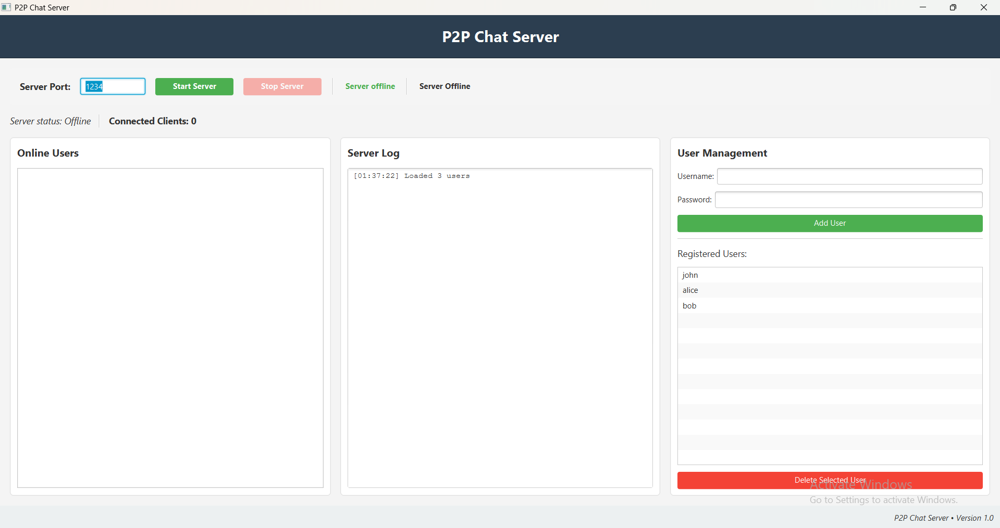 P2P Chat Server
P2P Chat Server
Server Port: 1234 Start Server Stop Server Server offline Server Offline
Server status: Offline Connected Clients: 0
Online Users
Server Log
[01:37:22] Loaded 3 users
User Management
Username:
Password:
Add User
Registered Users:
john
alice
bob
Delete Selected User
Activate Windows
Go to Settings to activate Windows.
P2P Chat Server • Version 1.0